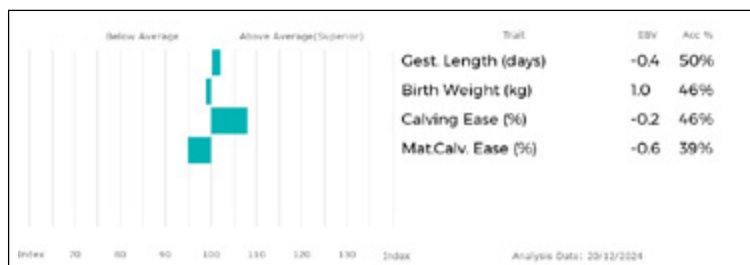 Below Average Above Average(Superior) Trait EBV Acc %
Gest. Length (days) -0.4 50%
Birth Weight (kg) 1.0 46%
Calving Ease (%) -0.2 46%
Mat.Calv. Ease (%) -0.6 39%
Index 70 80 90 100 110 120 130 Index Analysis Date: 20/12/2024